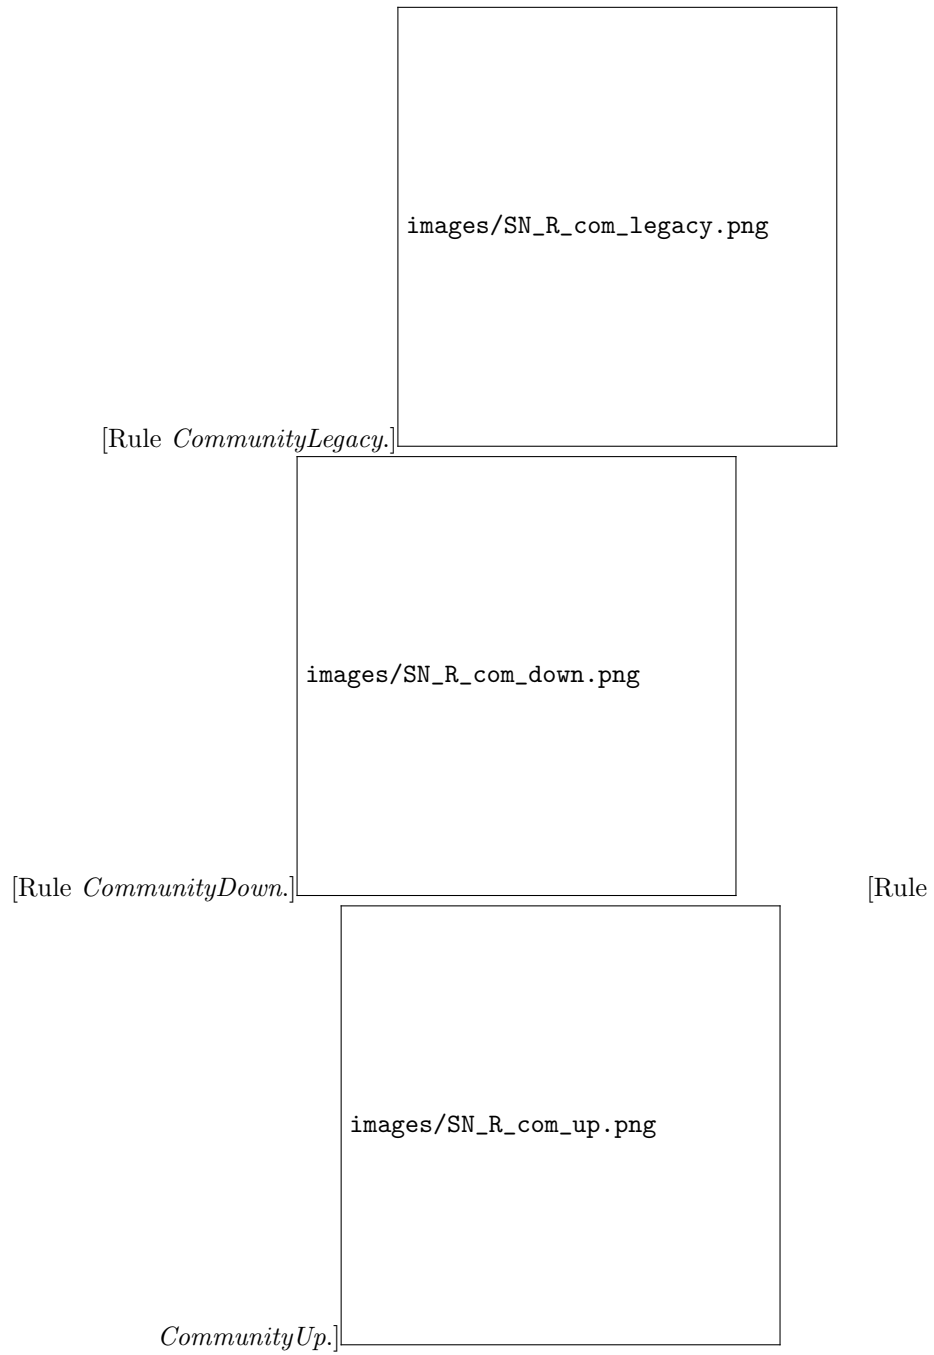 images/SN_R_com_legacy.png
[Rule CommunityLegacy.]
images/SN_R_com_down.png
[Rule CommunityDown.] [Rule
images/SN_R_com_up.png
CommunityUp.]